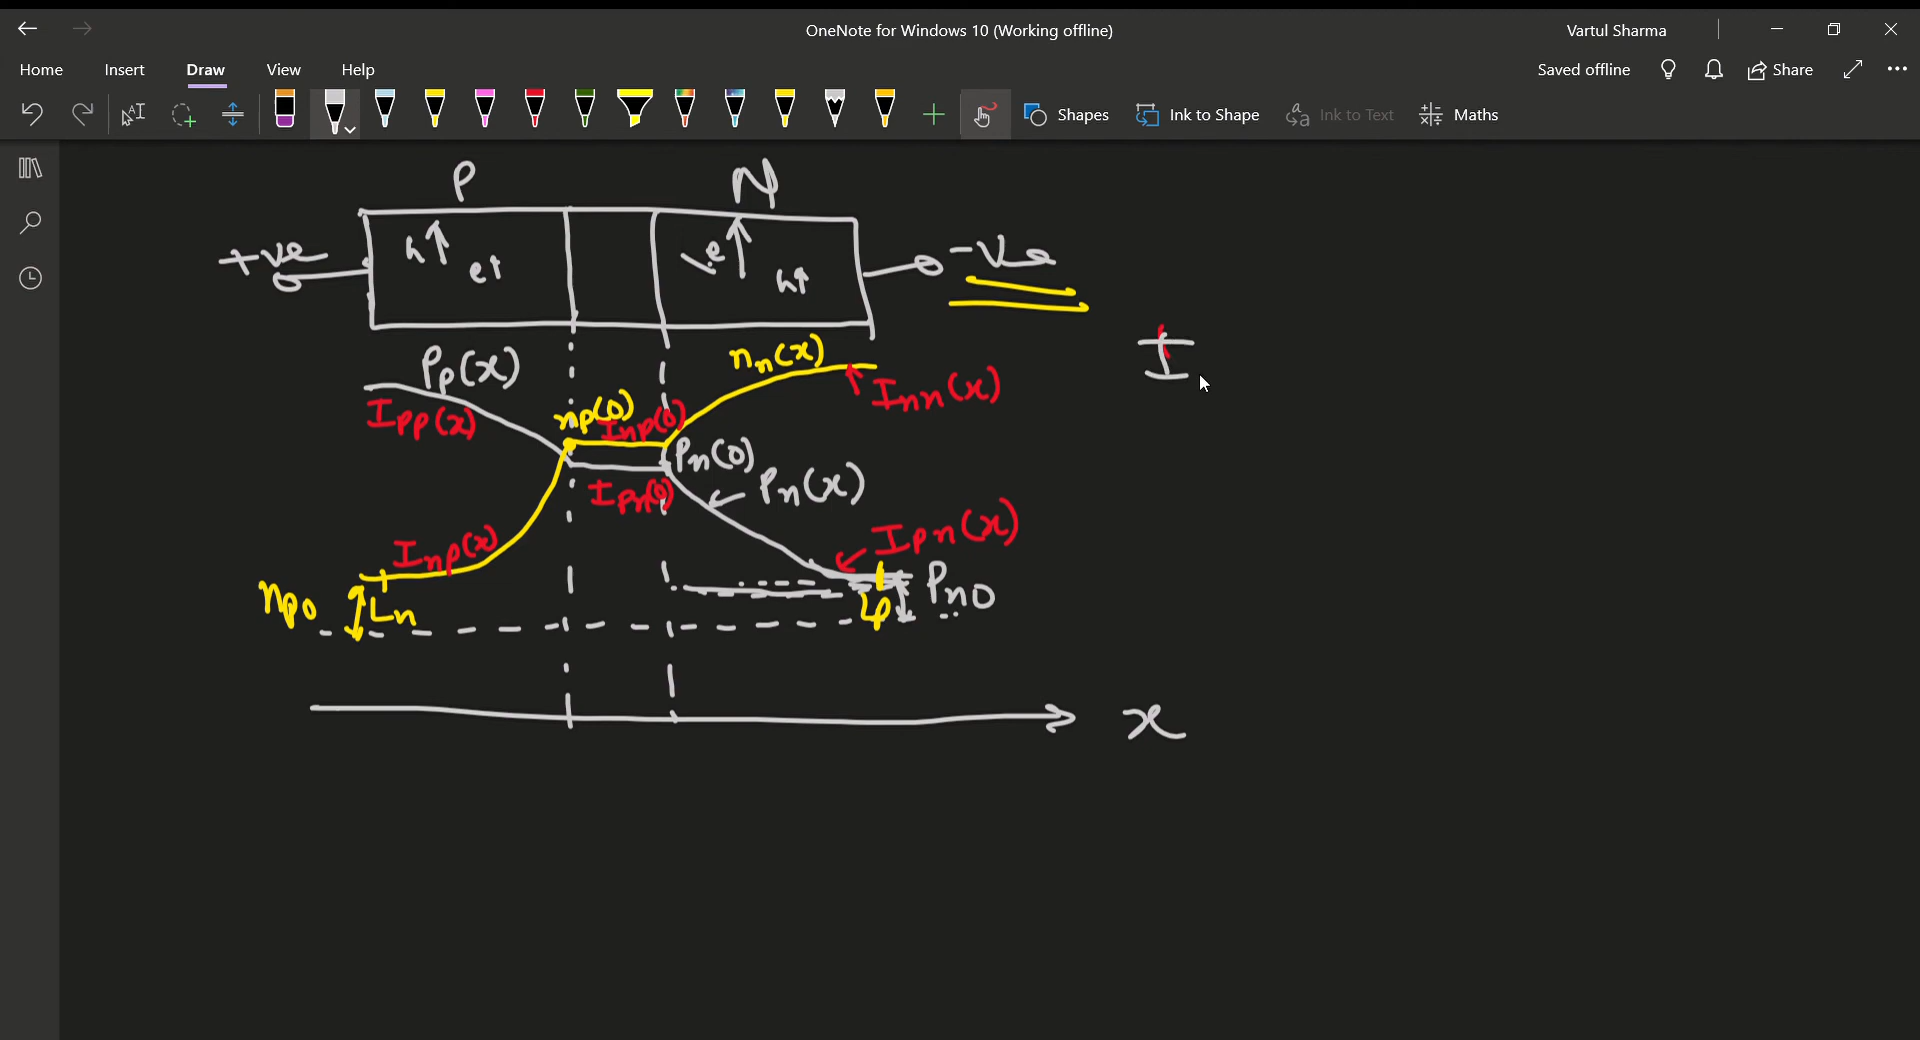 OneNote for Windows 10 (Working offline)
Vartul Sharma
Home Insert Draw View Help
Saved offline
Share
Shapes
Ink to Shape
Ink to Text
Maths
P N
+ve h e e h -ve
Pp(x) nn(x)
I
Ipp(x) np(0) Inp(0) Inn(x)
Pn(0) Pn(x)
Ipn(0)
Inp(x) Ipn(x)
npo Ln Lp Pno
x